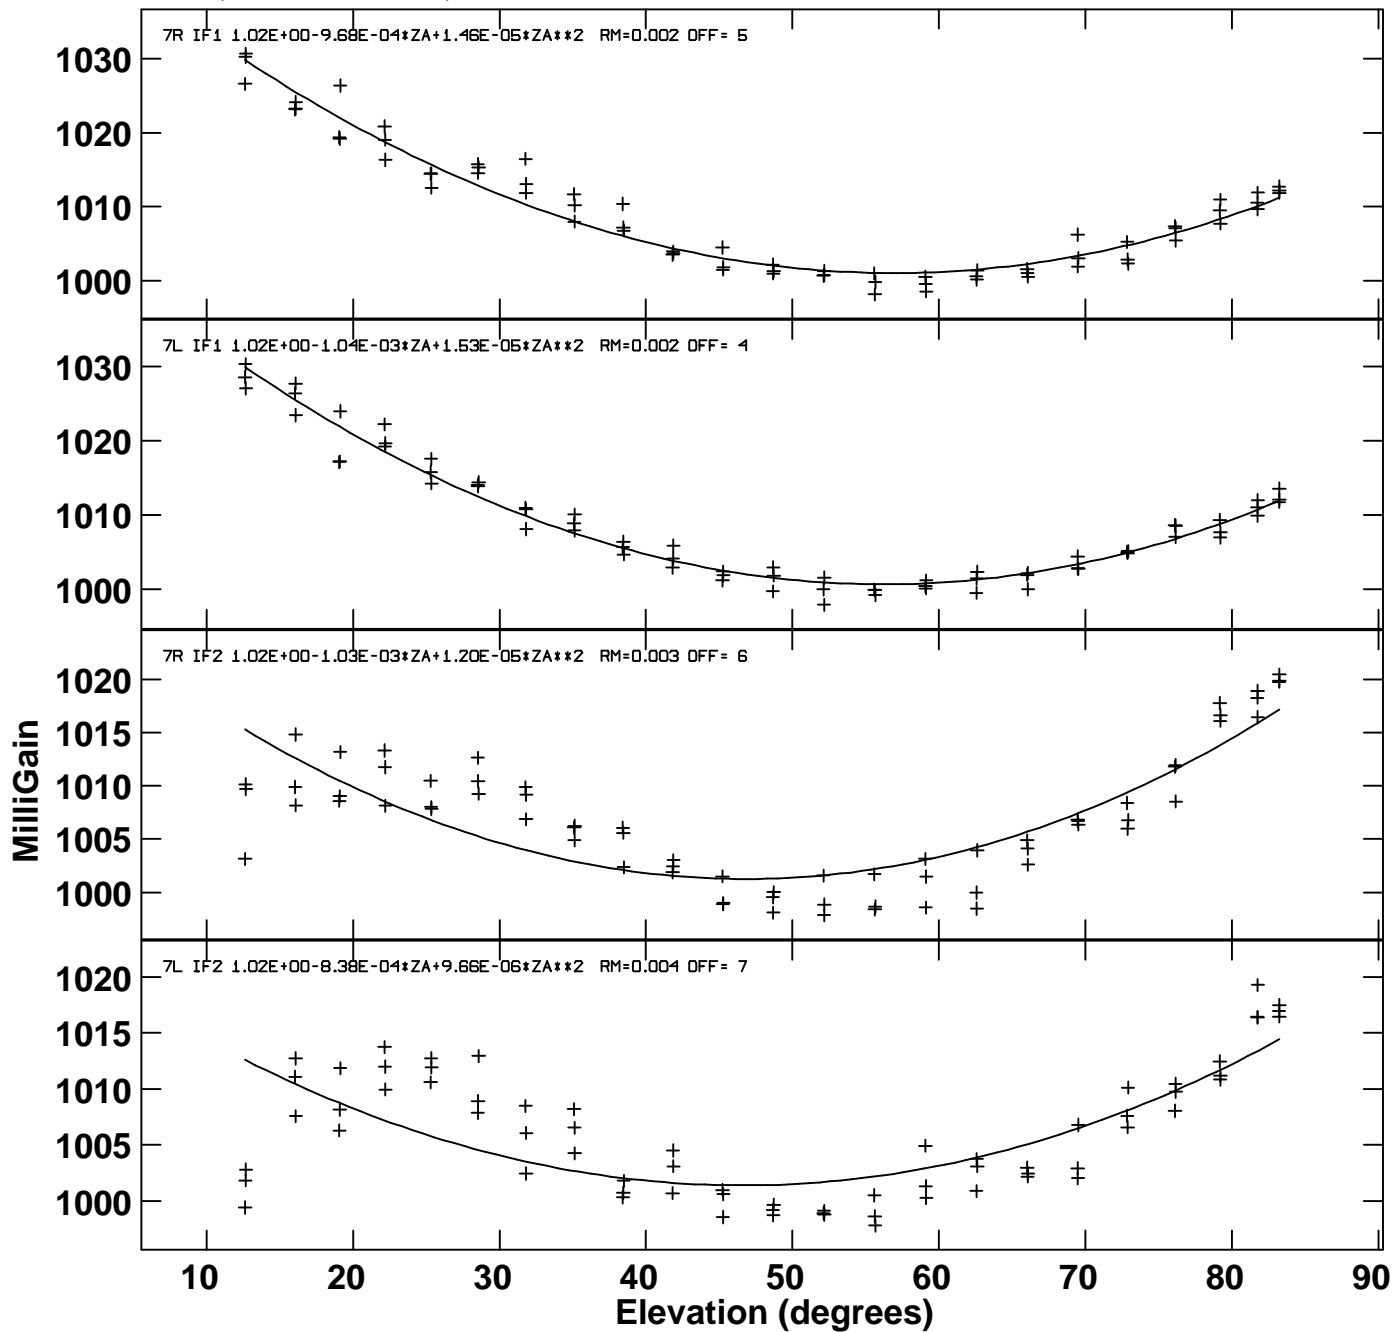 7R IF1 1.02E+00-9.68E-04*ZA+1.46E-05*ZA**2 RM=0.002 OFF= 5
1030
1020
1010
1000
7L IF1 1.02E+00-1.04E-03*ZA+1.53E-05*ZA**2 RM=0.002 OFF= 4
1030
1020
1010
1000
7R IF2 1.02E+00-1.03E-03*ZA+1.20E-05*ZA**2 RM=0.003 OFF= 6
1020
1015
1010
1005
1000
MilliGain
7L IF2 1.02E+00-8.38E-04*ZA+9.66E-06*ZA**2 RM=0.004 OFF= 7
1020
1015
1010
1005
1000
10 20 30 40 50 60 70 80 90
Elevation (degrees)